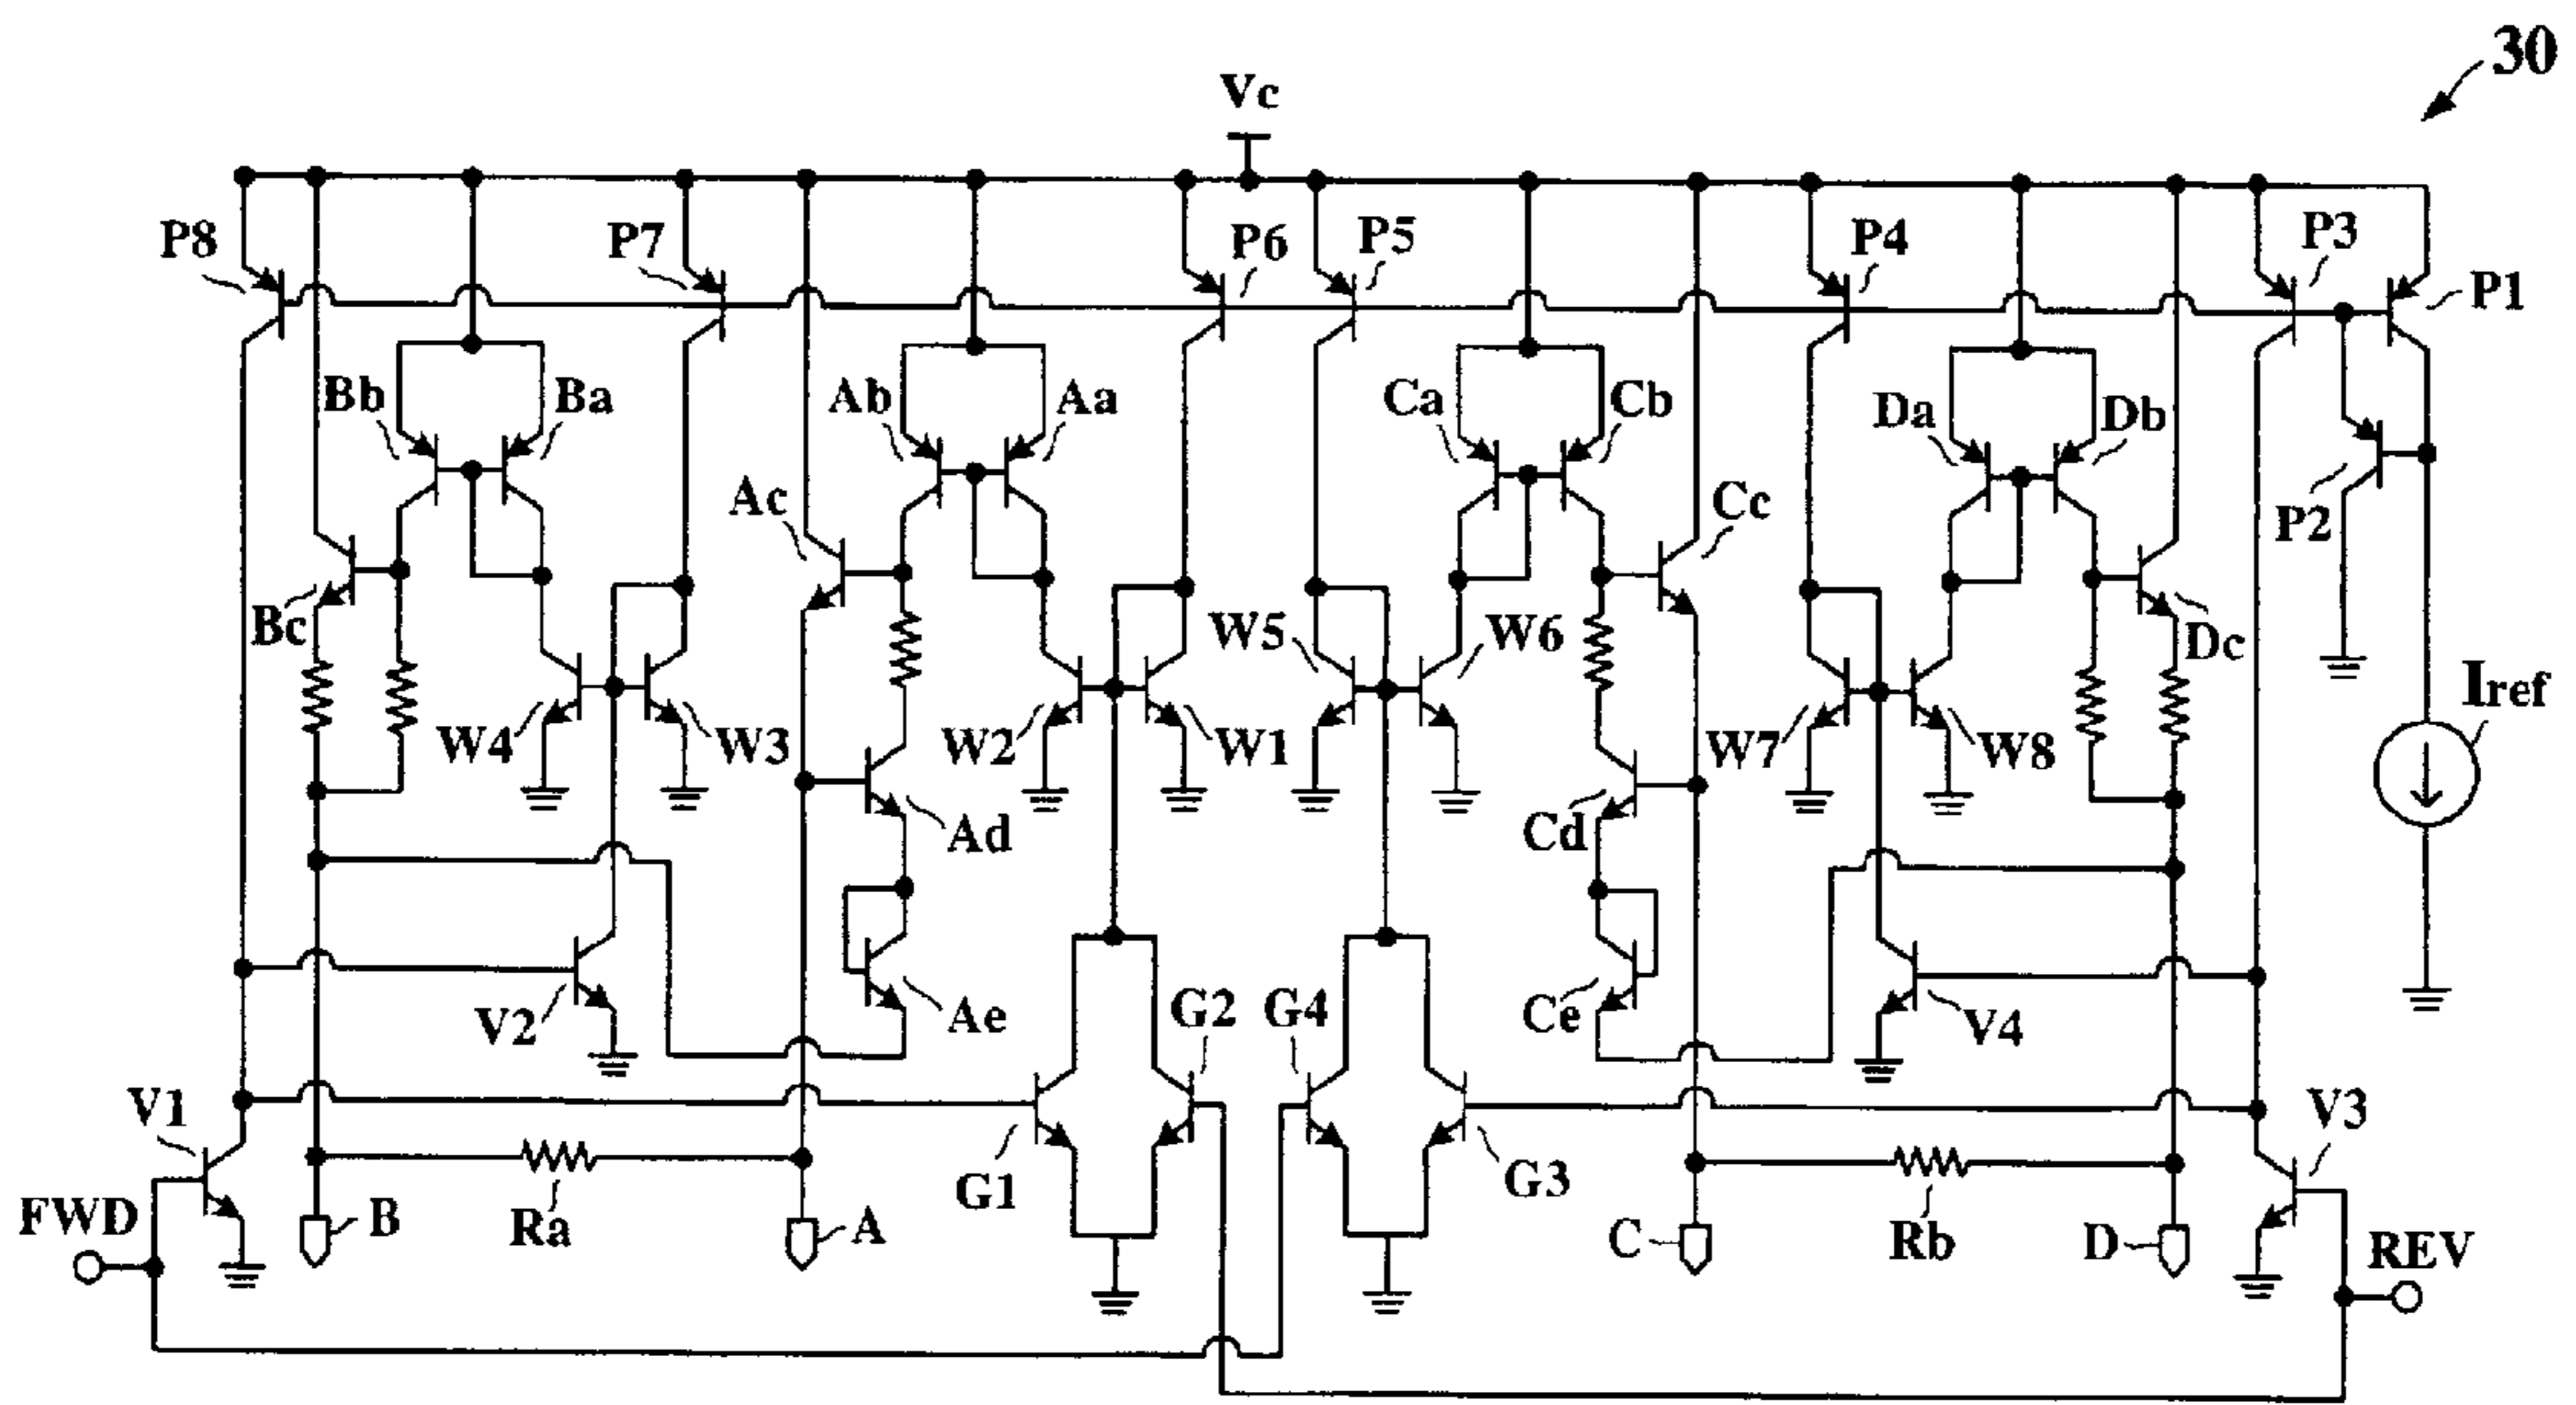 30
Vc
P8
P7
P6
P5
P4
P3
P1
Bb
Ba
Ab
Aa
Ca
Cb
Da
Db
Ac
Cc
P2
Bc
W5
W6
Dc
Iref
W4
W3
W2
W1
W7
W8
Ad
Cd
V2
Ae
G2
G4
Ce
V4
V1
V3
G1
G3
FWD
B
Ra
A
C
Rb
D
REV